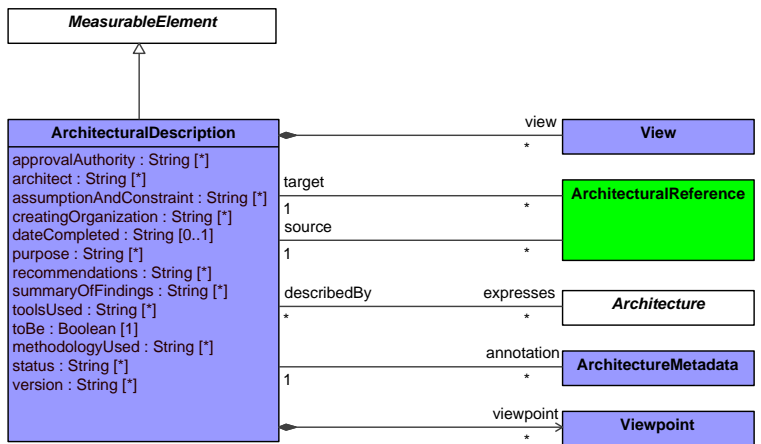 MeasurableElement
ArchitecturalDescription
approvalAuthority : String [*]
architect : String [*]
assumptionAndConstraint : String [*]
creatingOrganization : String [*]
dateCompleted : String [0..1]
purpose : String [*]
recommendations : String [*]
summaryOfFindings : String [*]
toolsUsed : String [*]
toBe : Boolean [1]
methodologyUsed : String [*]
status : String [*]
version : String [*]
view
*
View
target
1
*
source
1
*
ArchitecturalReference
describedBy
*
expresses
*
Architecture
1
annotation
*
ArchitectureMetadata
viewpoint
*
Viewpoint